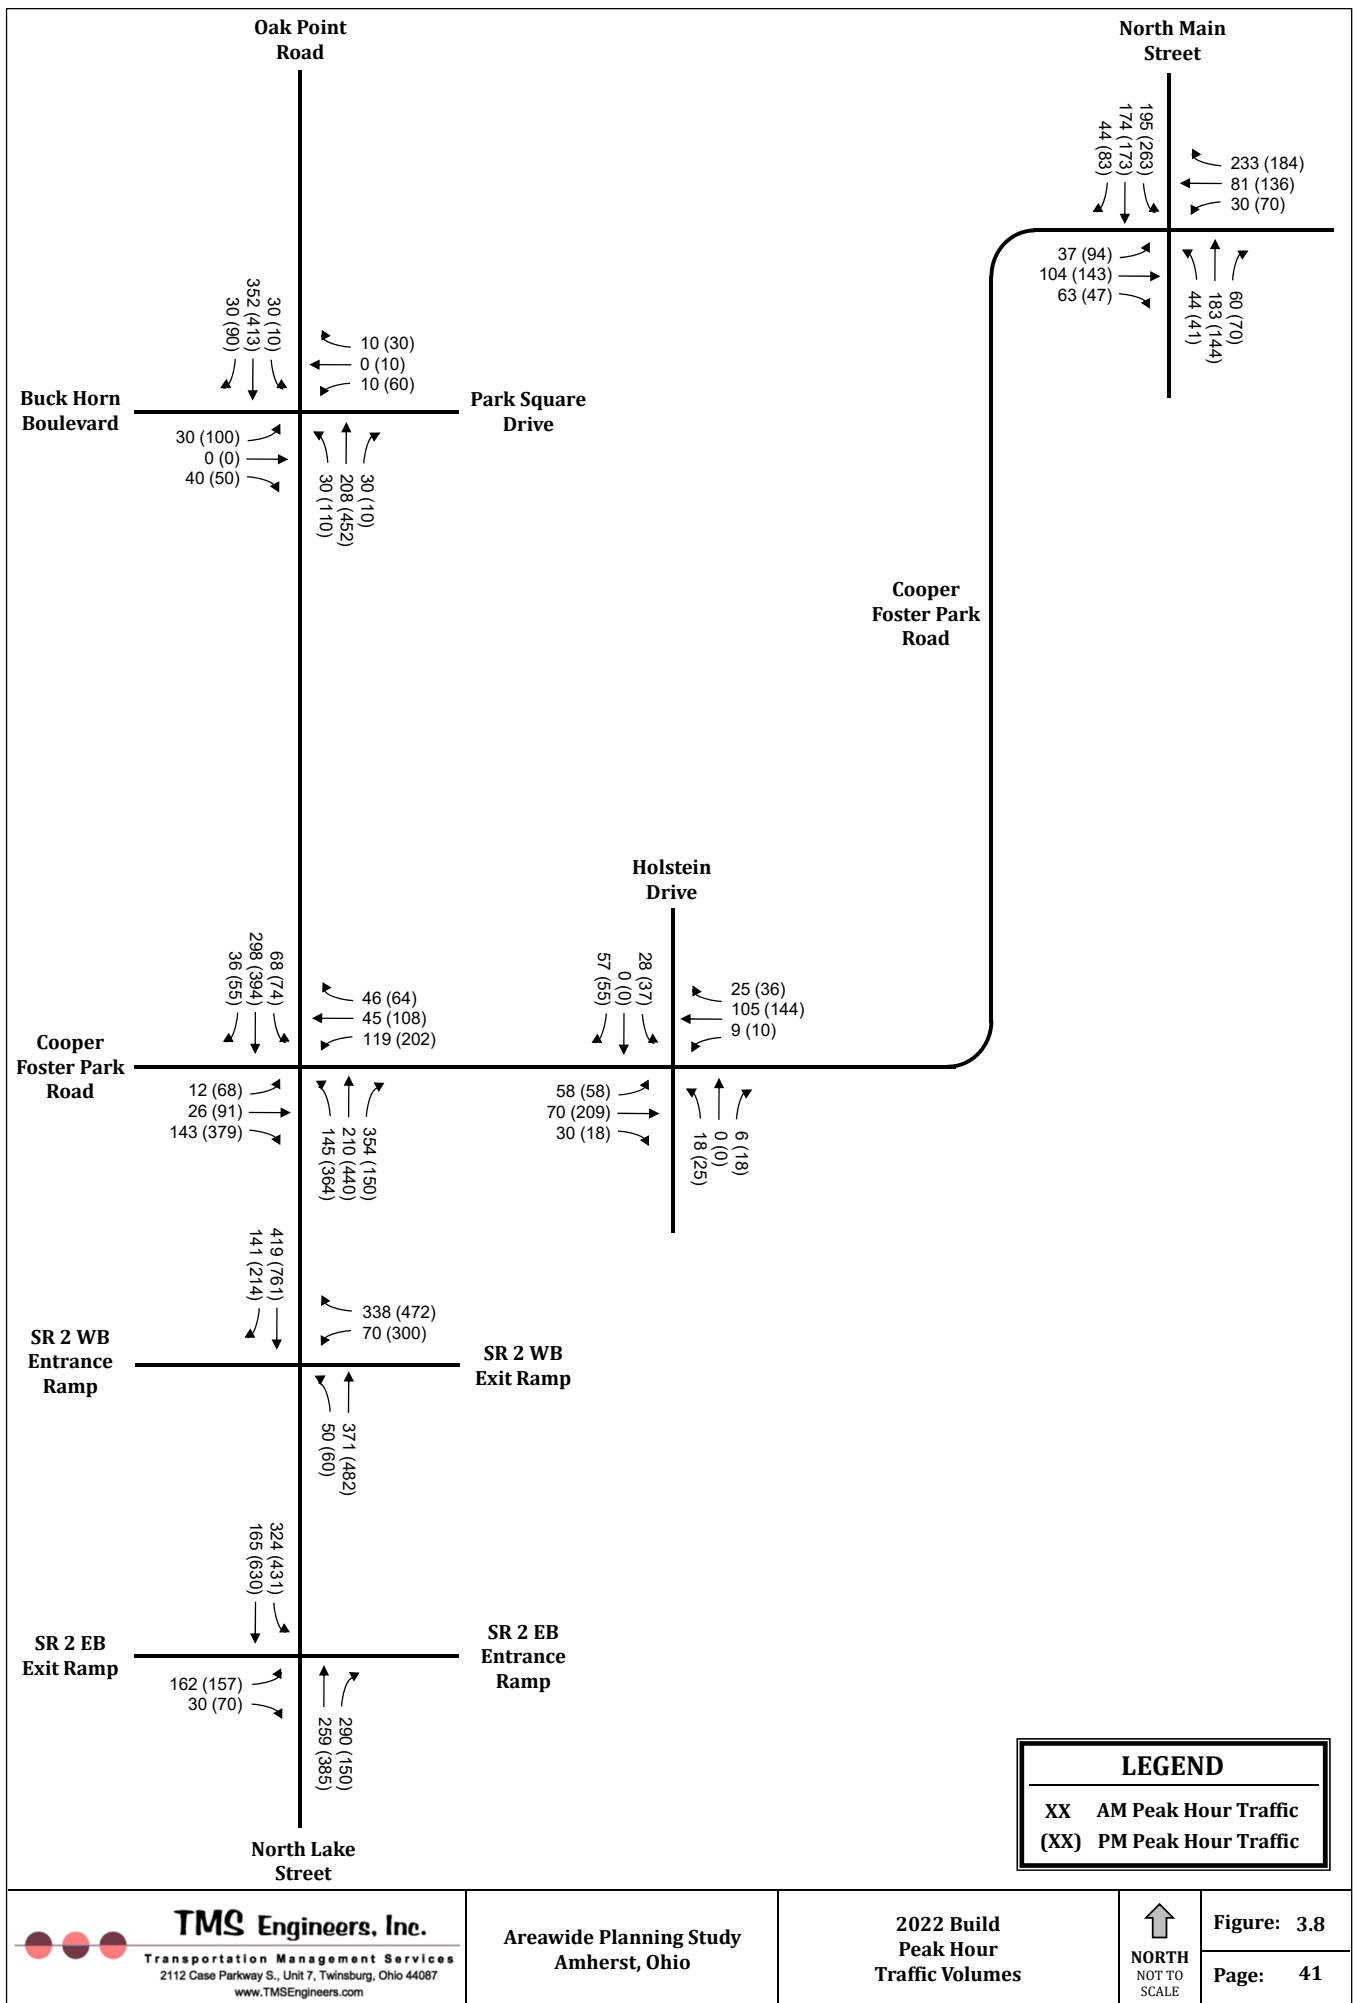 Oak Point
Road
North Main
Street
195 (263)
174 (173)
44 (83)
233 (184)
81 (136)
30 (70)
37 (94)
104 (143)
63 (47)
60 (70)
183 (144)
44 (41)
30 (10)
352 (413)
30 (90)
10 (30)
0 (10)
10 (60)
Buck Horn
Boulevard
Park Square
Drive
30 (100)
0 (0)
40 (50)
30 (10)
208 (452)
30 (110)
Cooper
Foster Park
Road
Holstein
Drive
68 (74)
298 (394)
36 (55)
46 (64)
45 (108)
119 (202)
28 (37)
0 (0)
57 (55)
25 (36)
105 (144)
9 (10)
Cooper
Foster Park
Road
12 (68)
26 (91)
143 (379)
354 (150)
210 (440)
145 (364)
58 (58)
70 (209)
30 (18)
6 (18)
0 (0)
18 (25)
419 (761)
141 (214)
338 (472)
70 (300)
SR 2 WB
Entrance
Ramp
SR 2 WB
Exit Ramp
371 (482)
50 (60)
324 (431)
165 (630)
SR 2 EB
Exit Ramp
SR 2 EB
Entrance
Ramp
162 (157)
30 (70)
290 (150)
259 (385)
North Lake
Street
LEGEND
XX AM Peak Hour Traffic
(XX) PM Peak Hour Traffic
TMS Engineers, Inc.
Transportation Management Services
2112 Case Parkway S., Unit 7, Twinsburg, Ohio 44087
www.TMSEngineers.com
Areawide Planning Study
Amherst, Ohio
2022 Build
Peak Hour
Traffic Volumes
NORTH
NOT TO
SCALE
Figure: 3.8
Page: 41